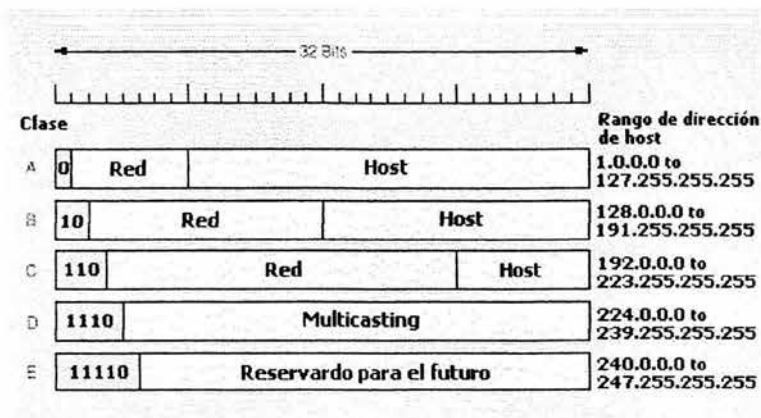 32 Bits
Clase
Rango de dirección
de host
A 0 Red Host 1.0.0.0 to
127.255.255.255
B 10 Red Host 128.0.0.0 to
191.255.255.255
C 110 Red Host 192.0.0.0 to
223.255.255.255
D 1110 Multicasting 224.0.0.0 to
239.255.255.255
E 11110 Reservardo para el futuro 240.0.0.0 to
247.255.255.255